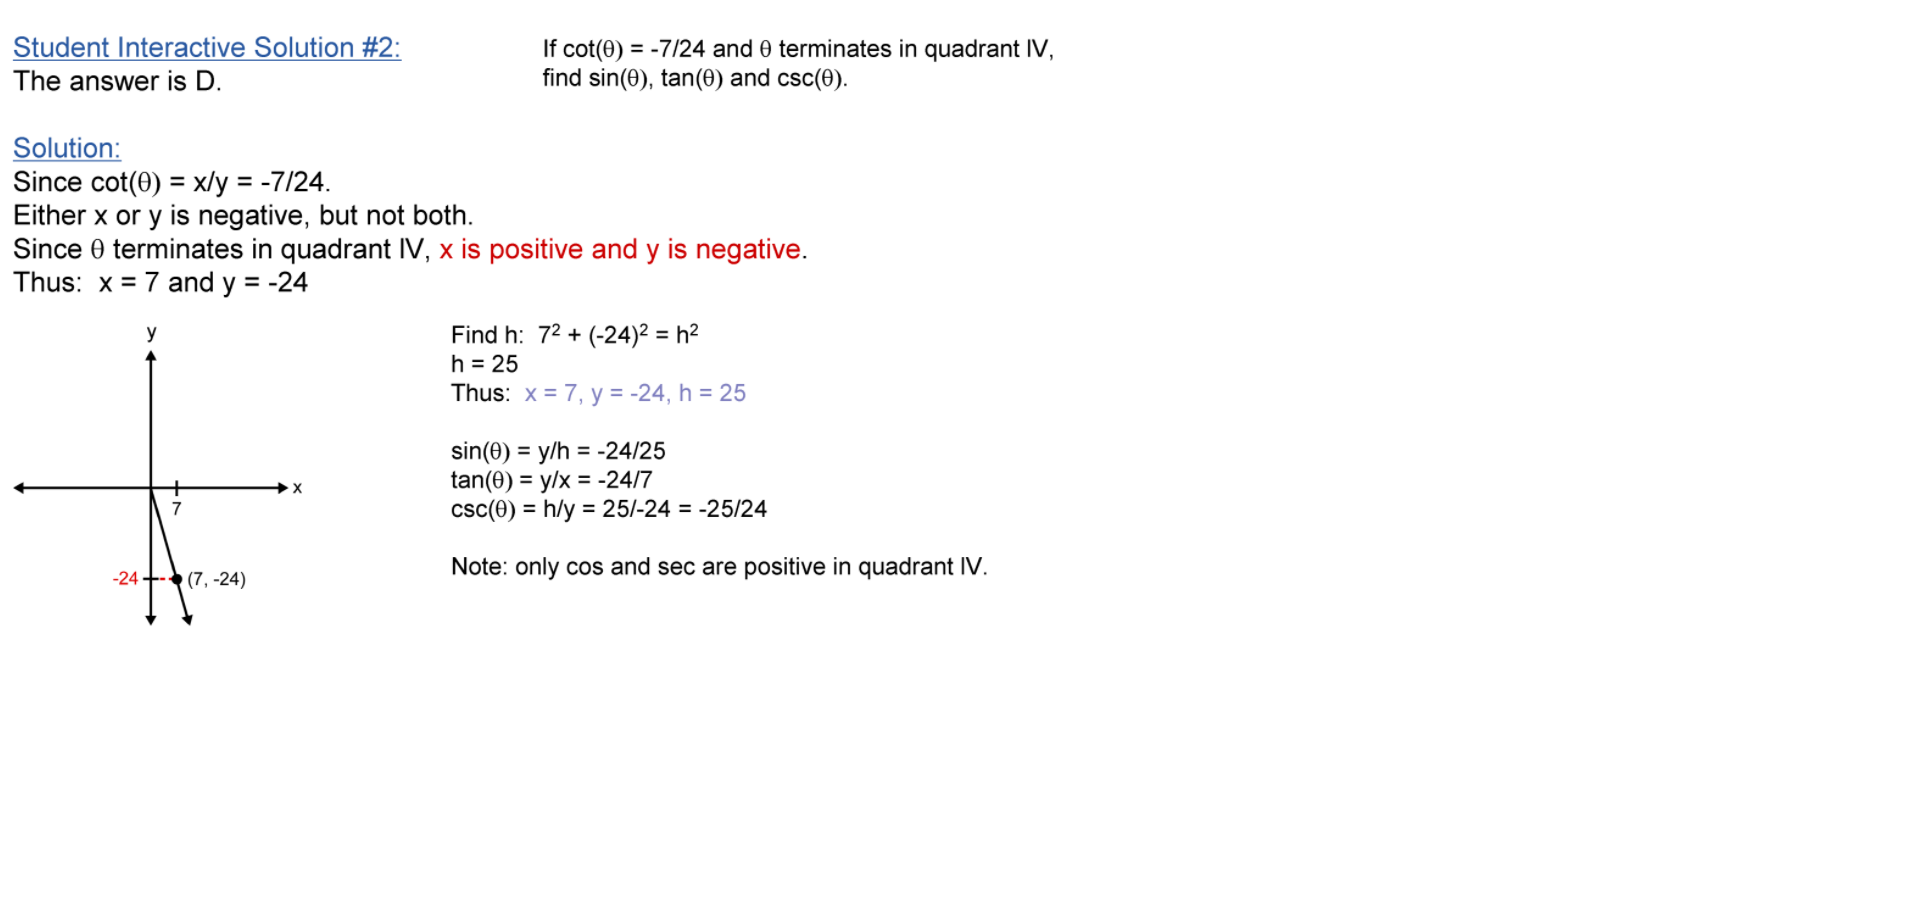 Student Interactive Solution #2:
The answer is D.
If cot(θ) = -7/24 and θ terminates in quadrant IV,
find sin(θ), tan(θ) and csc(θ).
Solution:
Since cot(θ) = x/y = -7/24.
Either x or y is negative, but not both.
Since θ terminates in quadrant IV, x is positive and y is negative.
Thus:  x = 7 and y = -24
y
x
7
-24
(7, -24)
Find h:  7² + (-24)² = h²
h = 25
Thus:  x = 7, y = -24, h = 25
sin(θ) = y/h = -24/25
tan(θ) = y/x = -24/7
csc(θ) = h/y = 25/-24 = -25/24
Note: only cos and sec are positive in quadrant IV.